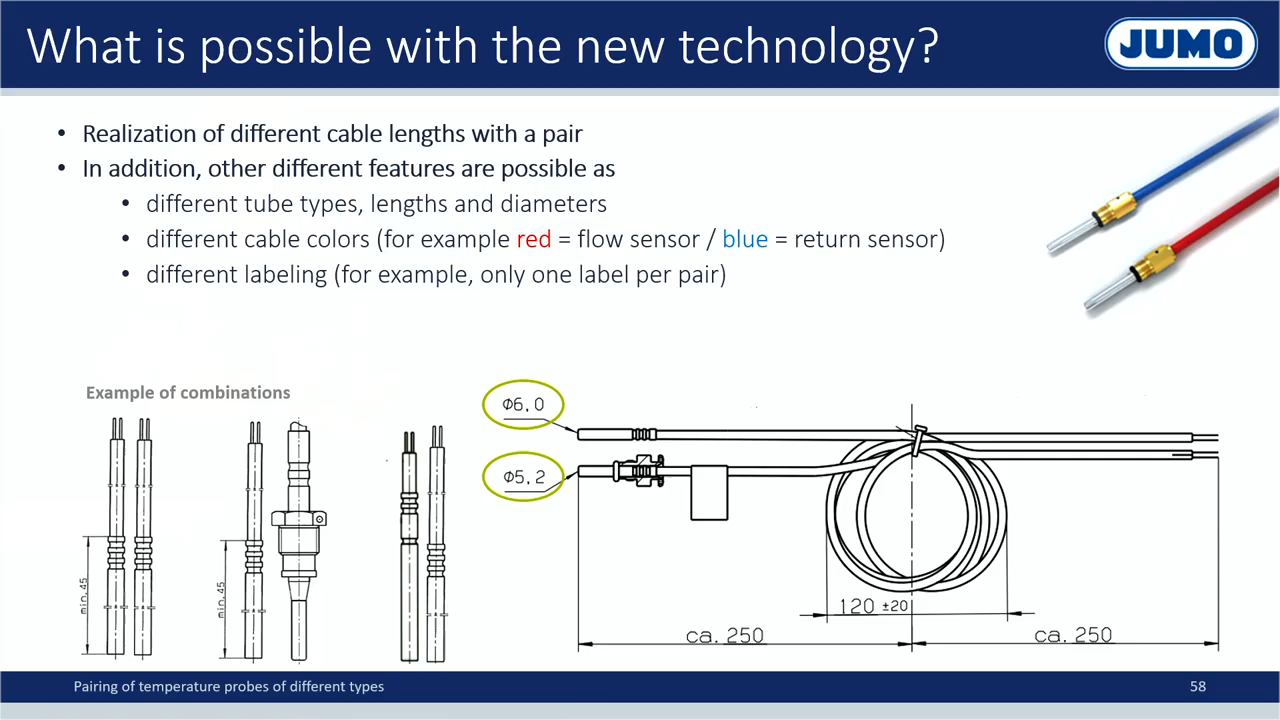 What is possible with the new technology?
JUMO
• Realization of different cable lengths with a pair
• In addition, other different features are possible as
• different tube types, lengths and diameters
• different cable colors (for example red = flow sensor / blue = return sensor)
• different labeling (for example, only one label per pair)
Example of combinations
min.45
min.45
Φ6,0
Φ5,2
120 ±20
ca. 250
ca. 250
Pairing of temperature probes of different types
58